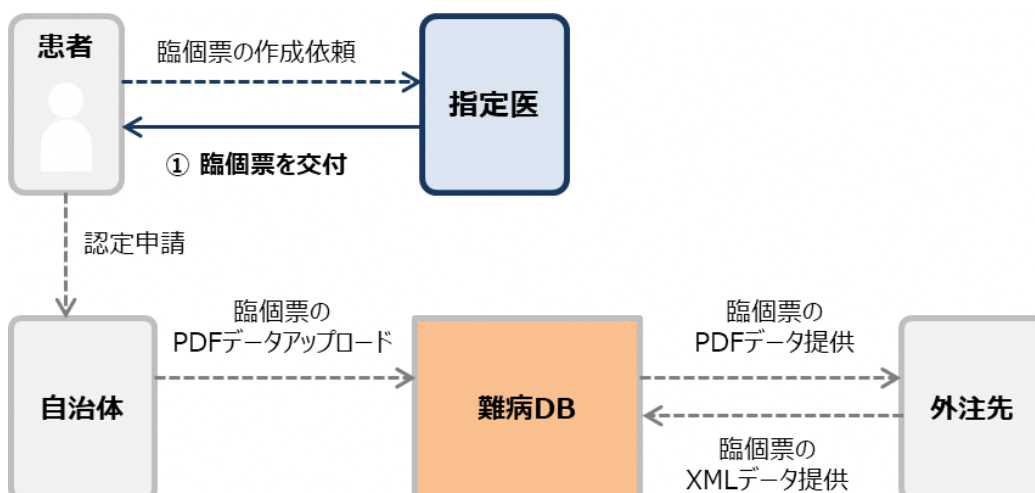 患者
臨個票の作成依頼
指定医
① 臨個票を交付
認定申請
臨個票の
PDFデータアップロード
臨個票の
PDFデータ提供
自治体
難病DB
外注先
臨個票の
XMLデータ提供